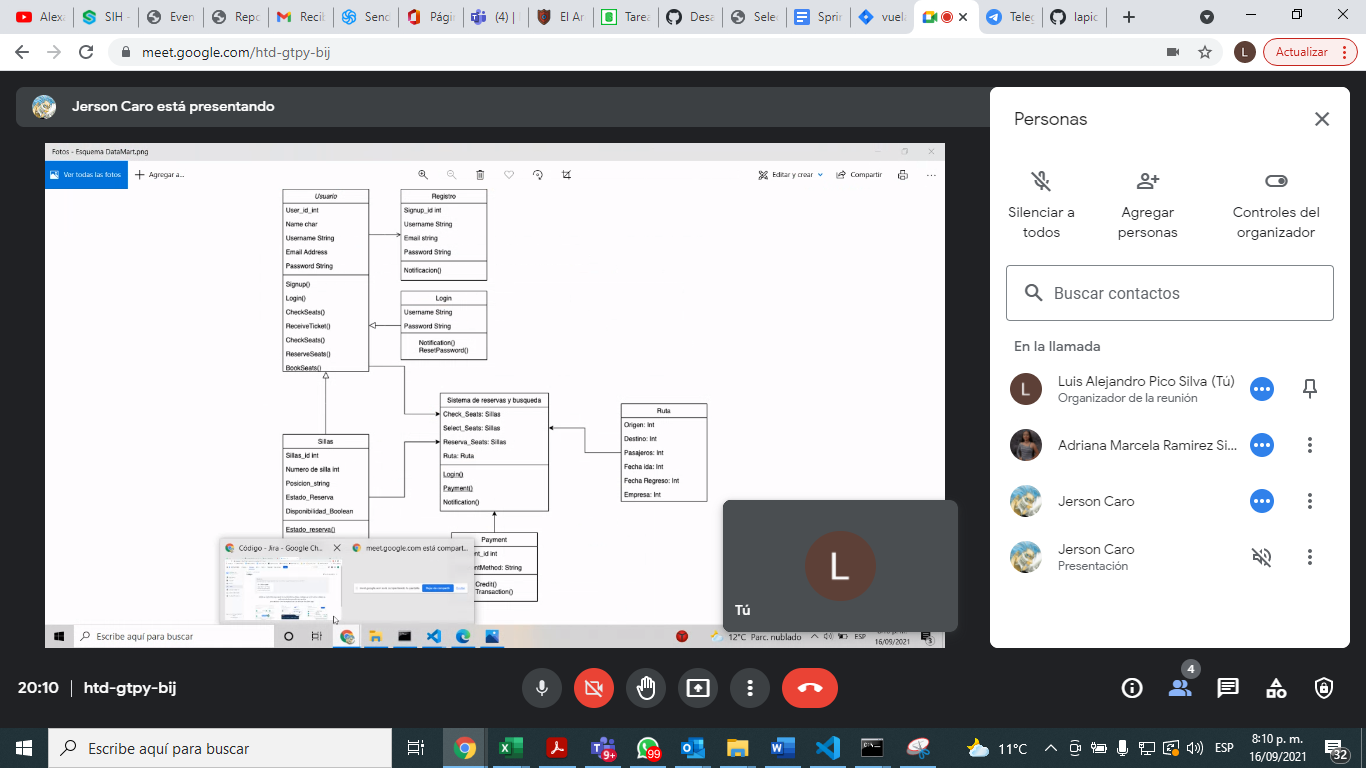 Alexa
SIH -
Even
Repo
Recib
Senc
Págin
(4) |
El Ar
Tarea
Desa
Selec
Sprin
vuela
Teleg
lapic
meet.google.com/htd-gtpy-bij
L
Actualizar
Jerson Caro está presentando
Fotos - Esquema DataMart.png
Ver todas las fotos
Agregar a...
Editar y crear
Compartir
Usuario
User_id_int
Name char
Username String
Email Address
Password String
Signup()
Login()
CheckSeats()
ReceiveTicket()
CheckSeats()
ReserveSeats()
BookSeats()
Registro
Signup_id int
Username String
Email string
Password String
Notificacion()
Login
Username String
Password String
Notification()
ResetPassword()
Sistema de reservas y busqueda
Check_Seats: Sillas
Select_Seats: Sillas
Reserva_Seats: Sillas
Ruta: Ruta
Login()
Payment()
Notification()
Ruta
Origen: Int
Destino: Int
Pasajeros: Int
Fecha ida: Int
Fecha Regreso: Int
Empresa: Int
Sillas
Sillas_id int
Numero de silla int
Posicion_string
Estado_Reserva
Disponibilidad_Boolean
Estado_reserva()
Payment
nt_id int
entMethod: String
Credit()
Transaction()
Código - Jira - Google Ch...
meet.google.com está compart...
Escribe aquí para buscar
12°C Parc. nublado
ESP
16/09/2021
3
L
Tú
Personas
Silenciar a
todos
Agregar
personas
Controles del
organizador
Buscar contactos
En la llamada
L
Luis Alejandro Pico Silva (Tú)
Organizador de la reunión
Adriana Marcela Ramirez Si...
Jerson Caro
Jerson Caro
Presentación
20:10
htd-gtpy-bij
4
Escribe aquí para buscar
9+
99
11°C
ESP
8:10 p. m.
16/09/2021
32